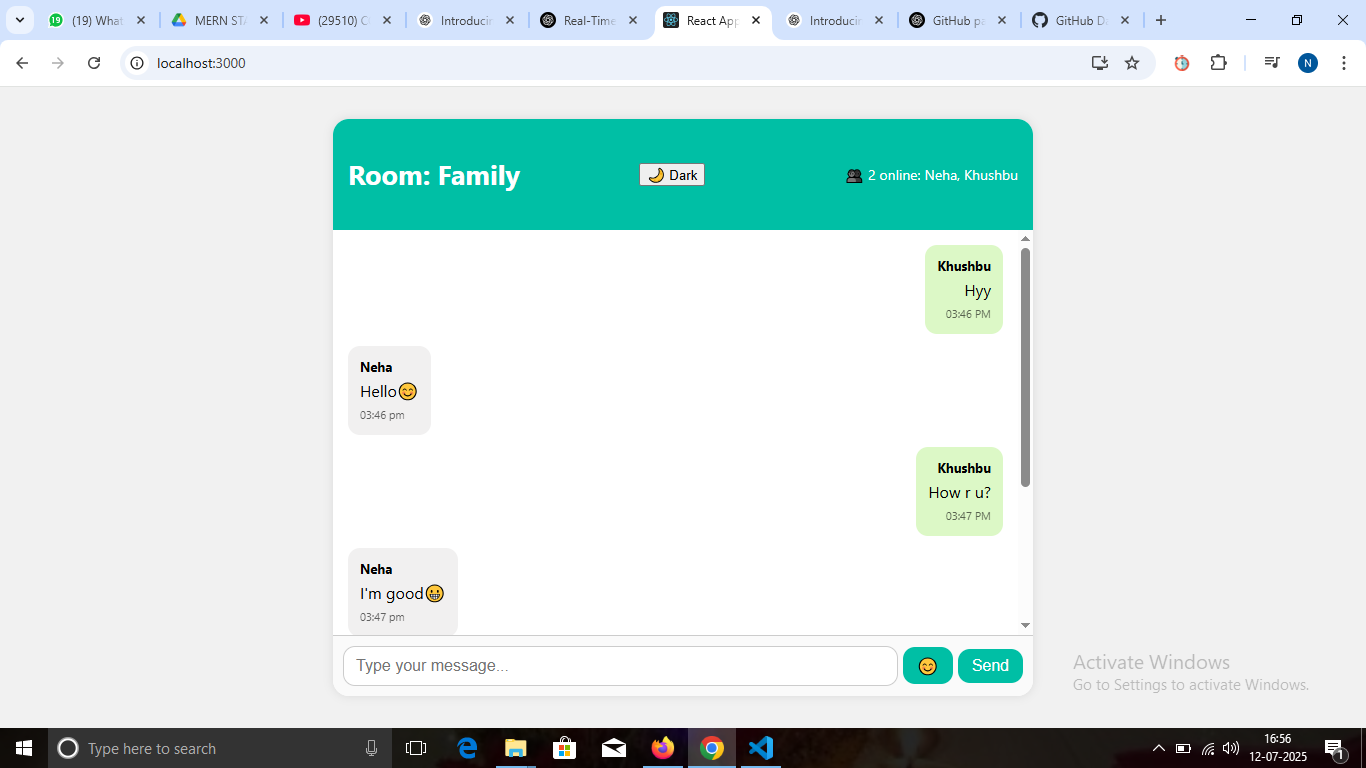 (19) What
MERN STA
(29510) C
Introducin
Real-Time
React App
Introducin
GitHub pa
GitHub Da
localhost:3000
N
Room: Family
🌙 Dark
👥 2 online: Neha, Khushbu
Khushbu
Hyy
03:46 PM
Neha
Hello😊
03:46 pm
Khushbu
How r u?
03:47 PM
Neha
I'm good😀
03:47 pm
Type your message...
😊
Send
Activate Windows
Go to Settings to activate Windows.
Type here to search
16:56
12-07-2025
1